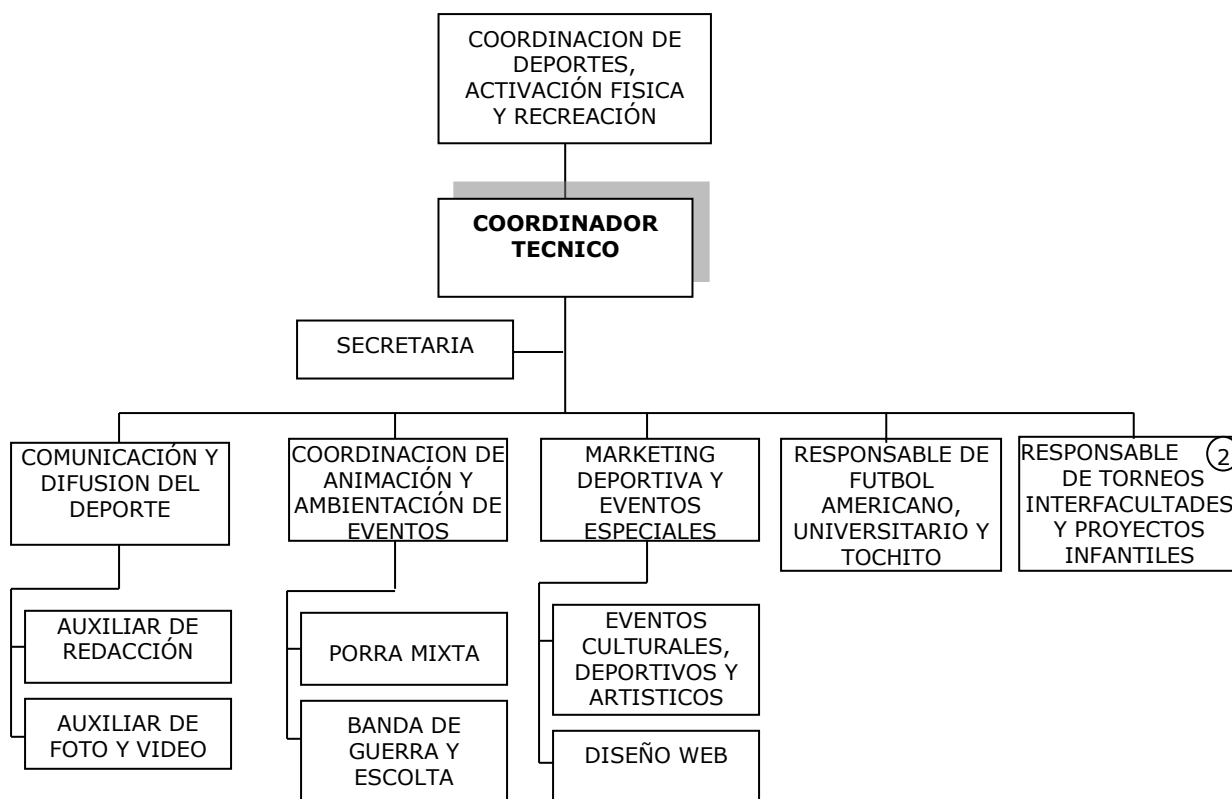 COORDINACION DE
DEPORTES,
ACTIVACIÓN FISICA
Y RECREACIÓN
COORDINADOR
TECNICO
SECRETARIA
COMUNICACIÓN Y
DIFUSION DEL
DEPORTE
COORDINACION DE
ANIMACIÓN Y
AMBIENTACIÓN DE
EVENTOS
MARKETING
DEPORTIVA Y
EVENTOS
ESPECIALES
RESPONSABLE DE
FUTBOL
AMERICANO,
UNIVERSITARIO Y
TOCHITO
RESPONSABLE 2
DE TORNEOS
INTERFACULTADES
Y PROYECTOS
INFANTILES
AUXILIAR DE
REDACCIÓN
AUXILIAR DE
FOTO Y VIDEO
PORRA MIXTA
BANDA DE
GUERRA Y
ESCOLTA
EVENTOS
CULTURALES,
DEPORTIVOS Y
ARTISTICOS
DISEÑO WEB